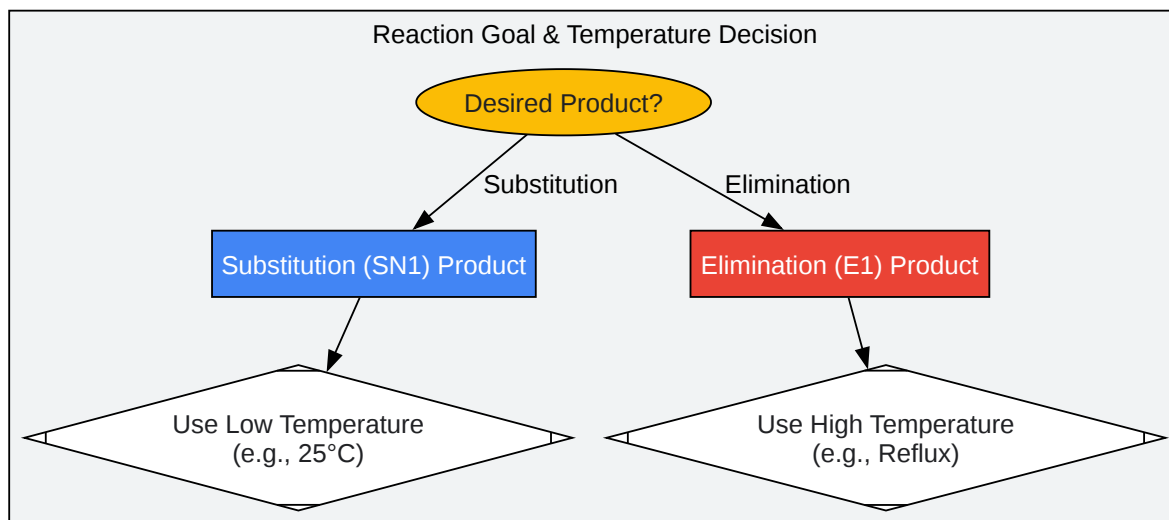 Reaction Goal & Temperature Decision
Desired Product?
Substitution
Elimination
Substitution (SN1) Product
Elimination (E1) Product
Use Low Temperature
(e.g., 25°C)
Use High Temperature
(e.g., Reflux)